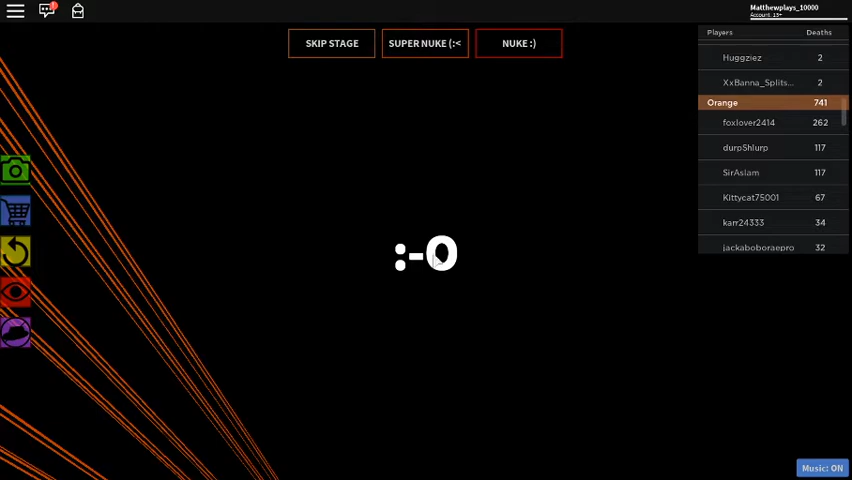 Matthewplays_10000
Account: 13+
SKIP STAGE
SUPER NUKE (:<
NUKE :)
Players Deaths
Huggziez 2
XxBanna_Splits... 2
Orange 741
foxlover2414 262
durpShlurp 117
SirAslam 117
Kittycat75001 67
karr24333 34
jackaboboraepro 32
:-O
Music: ON